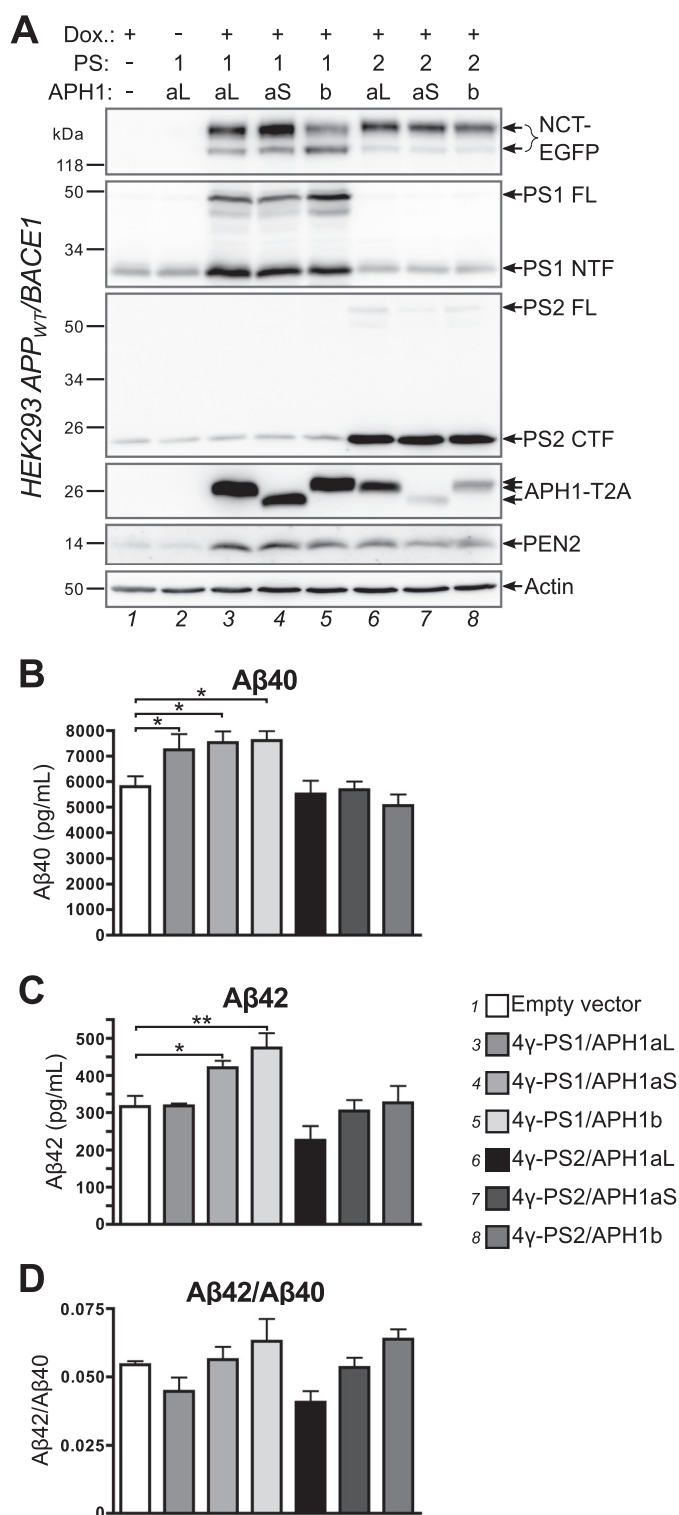 A
Dox.: + - + + + + + +
PS: - 1 1 1 1 2 2 2
APH1: - aL aL aS b aL aS b
HEK293 APPWT/BACE1
kDa
118
NCT-
EGFP
50
PS1 FL
34
PS1 NTF
PS2 FL
50
34
26
PS2 CTF
26
APH1-T2A
14
PEN2
50
Actin
1 2 3 4 5 6 7 8
B
Aβ40
* 
*
*
Aβ40 (pg/mL)
8000
7000
6000
5000
4000
3000
2000
1000
0
C
Aβ42
**
*
Aβ42 (pg/mL)
500
400
300
200
100
0
1 Empty vector
3 4γ-PS1/APH1aL
4 4γ-PS1/APH1aS
5 4γ-PS1/APH1b
6 4γ-PS2/APH1aL
7 4γ-PS2/APH1aS
8 4γ-PS2/APH1b
D
Aβ42/Aβ40
Aβ42/Aβ40
0.075
0.050
0.025
0